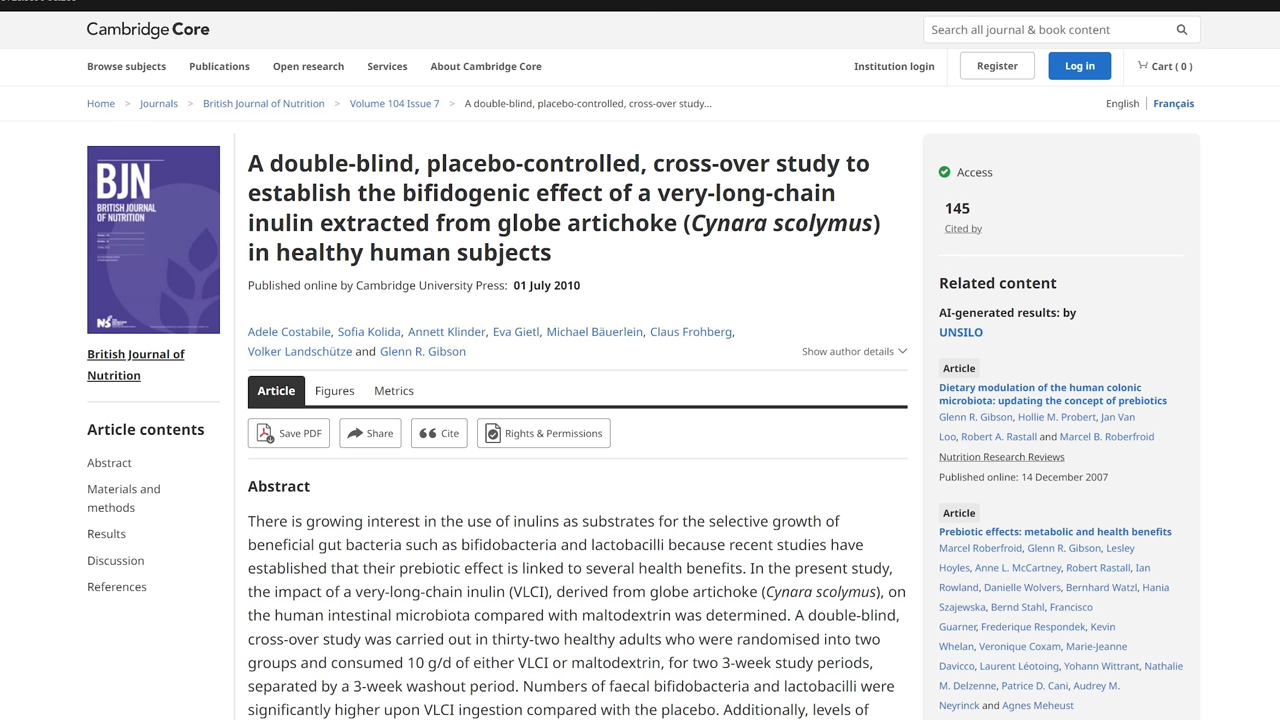 Cambridge Core
Search all journal & book content
Browse subjects Publications Open research Services About Cambridge Core
Institution login Register Log in Cart ( 0 )
Home > Journals > British Journal of Nutrition > Volume 104 Issue 7 > A double-blind, placebo-controlled, cross-over study...
English | Français
BJN
BRITISH JOURNAL
OF NUTRITION
British Journal of
Nutrition
Article contents
Abstract
Materials and
methods
Results
Discussion
References
A double-blind, placebo-controlled, cross-over study to
establish the bifidogenic effect of a very-long-chain
inulin extracted from globe artichoke (Cynara scolymus)
in healthy human subjects
Published online by Cambridge University Press: 01 July 2010
Adele Costabile, Sofia Kolida, Annett Klinder, Eva Gietl, Michael Bäuerlein, Claus Frohberg,
Volker Landschütze and Glenn R. Gibson
Show author details
Article Figures Metrics
Save PDF Share Cite Rights & Permissions
Abstract
There is growing interest in the use of inulins as substrates for the selective growth of
beneficial gut bacteria such as bifidobacteria and lactobacilli because recent studies have
established that their prebiotic effect is linked to several health benefits. In the present study,
the impact of a very-long-chain inulin (VLCI), derived from globe artichoke (Cynara scolymus), on
the human intestinal microbiota compared with maltodextrin was determined. A double-blind,
cross-over study was carried out in thirty-two healthy adults who were randomised into two
groups and consumed 10 g/d of either VLCI or maltodextrin, for two 3-week study periods,
separated by a 3-week washout period. Numbers of faecal bifidobacteria and lactobacilli were
significantly higher upon VLCI ingestion compared with the placebo. Additionally, levels of
Access
145
Cited by
Related content
AI-generated results: by
UNSILO
Article
Dietary modulation of the human colonic
microbiota: updating the concept of prebiotics
Glenn R. Gibson, Hollie M. Probert, Jan Van
Loo, Robert A. Rastall and Marcel B. Roberfroid
Nutrition Research Reviews
Published online: 14 December 2007
Article
Prebiotic effects: metabolic and health benefits
Marcel Roberfroid, Glenn R. Gibson, Lesley
Hoyles, Anne L. McCartney, Robert Rastall, Ian
Rowland, Danielle Wolvers, Bernhard Watzl, Hania
Szajewska, Bernd Stahl, Francisco
Guarner, Frederique Respondek, Kevin
Whelan, Veronique Coxam, Marie-Jeanne
Davicco, Laurent Léotoing, Yohann Wittrant, Nathalie
M. Delzenne, Patrice D. Cani, Audrey M.
Neyrinck and Agnes Meheust